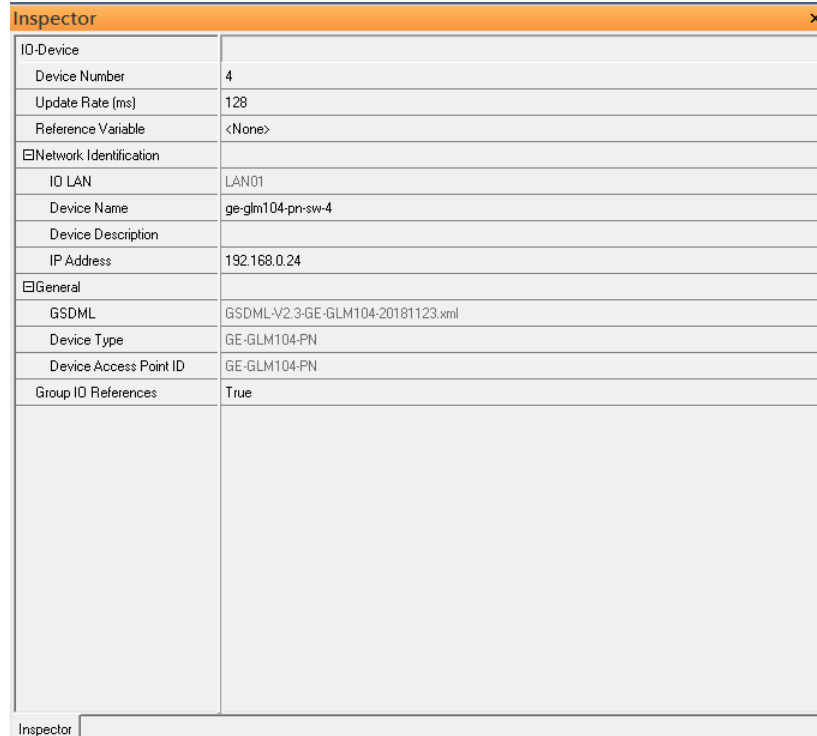 Inspector
IO-Device
Device Number 4
Update Rate (ms) 128
Reference Variable <None>
Network Identification
IO LAN LAN01
Device Name ge-glm104-pn-sw-4
Device Description
IP Address 192.168.0.24
General
GSDML GSDML-V2.3-GE-GLM104-20181123.xml
Device Type GE-GLM104-PN
Device Access Point ID GE-GLM104-PN
Group IO References True
Inspector